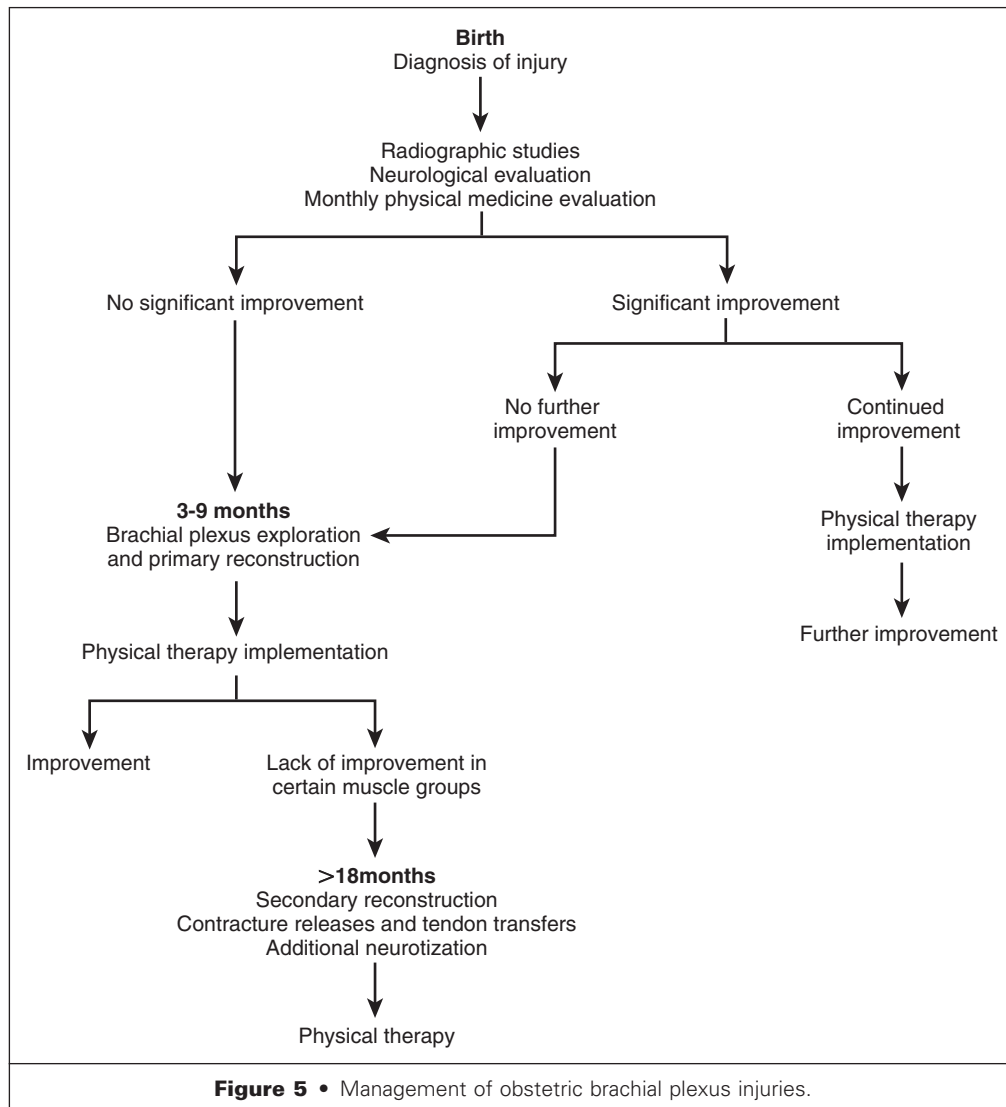 Birth
Diagnosis of injury
Radiographic studies
Neurological evaluation
Monthly physical medicine evaluation
No significant improvement
Significant improvement
No further
improvement
Continued
improvement
3-9 months
Brachial plexus exploration
and primary reconstruction
Physical therapy
implementation
Further improvement
Physical therapy implementation
Improvement
Lack of improvement in
certain muscle groups
>18months
Secondary reconstruction
Contracture releases and tendon transfers
Additional neurotization
Physical therapy
Figure 5 • Management of obstetric brachial plexus injuries.